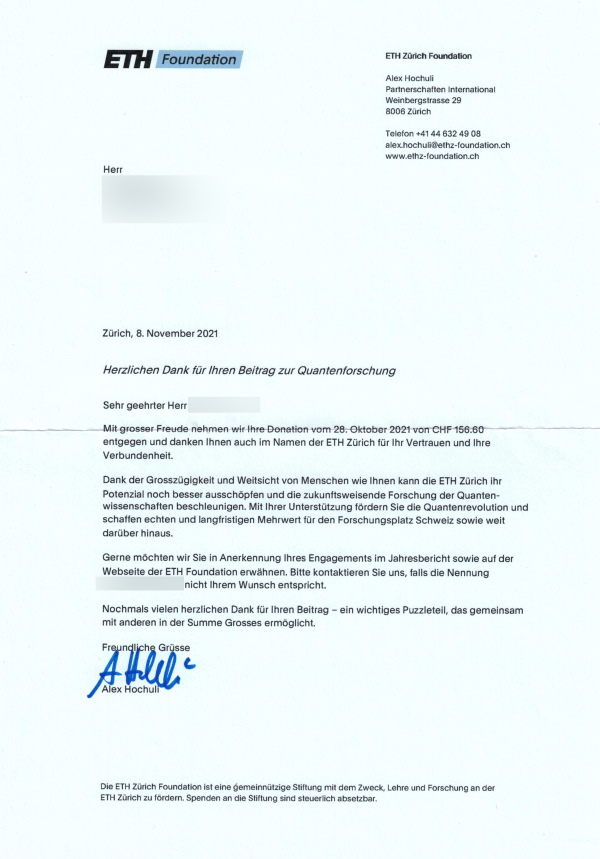 ETH Foundation
ETH Zürich Foundation
Alex Hochuli
Partnerschaften International
Weinbergstrasse 29
8006 Zürich
Telefon +41 44 632 49 08
alex.hochuli@ethz-foundation.ch
www.ethz-foundation.ch
Herr
Zürich, 8. November 2021
Herzlichen Dank für Ihren Beitrag zur Quantenforschung
Sehr geehrter Herr
Mit grosser Freude nehmen wir Ihre Donation vom 28. Oktober 2021 von CHF 156.60
entgegen und danken Ihnen auch im Namen der ETH Zürich für Ihr Vertrauen und Ihre
Verbundenheit.
Dank der Grosszügigkeit und Weitsicht von Menschen wie Ihnen kann die ETH Zürich ihr
Potenzial noch besser ausschöpfen und die zukunftsweisende Forschung der Quanten-
wissenschaften beschleunigen. Mit Ihrer Unterstützung fördern Sie die Quantenrevolution und
schaffen echten und langfristigen Mehrwert für den Forschungsplatz Schweiz sowie weit
darüber hinaus.
Gerne möchten wir Sie in Anerkennung Ihres Engagements im Jahresbericht sowie auf der
Webseite der ETH Foundation erwähnen. Bitte kontaktieren Sie uns, falls die Nennung
nicht Ihrem Wunsch entspricht.
Nochmals vielen herzlichen Dank für Ihren Beitrag – ein wichtiges Puzzleteil, das gemeinsam
mit anderen in der Summe Grosses ermöglicht.
Freundliche Grüsse
Alex Hochuli
Die ETH Zürich Foundation ist eine gemeinnützige Stiftung mit dem Zweck, Lehre und Forschung an der
ETH Zürich zu fördern. Spenden an die Stiftung sind steuerlich absetzbar.